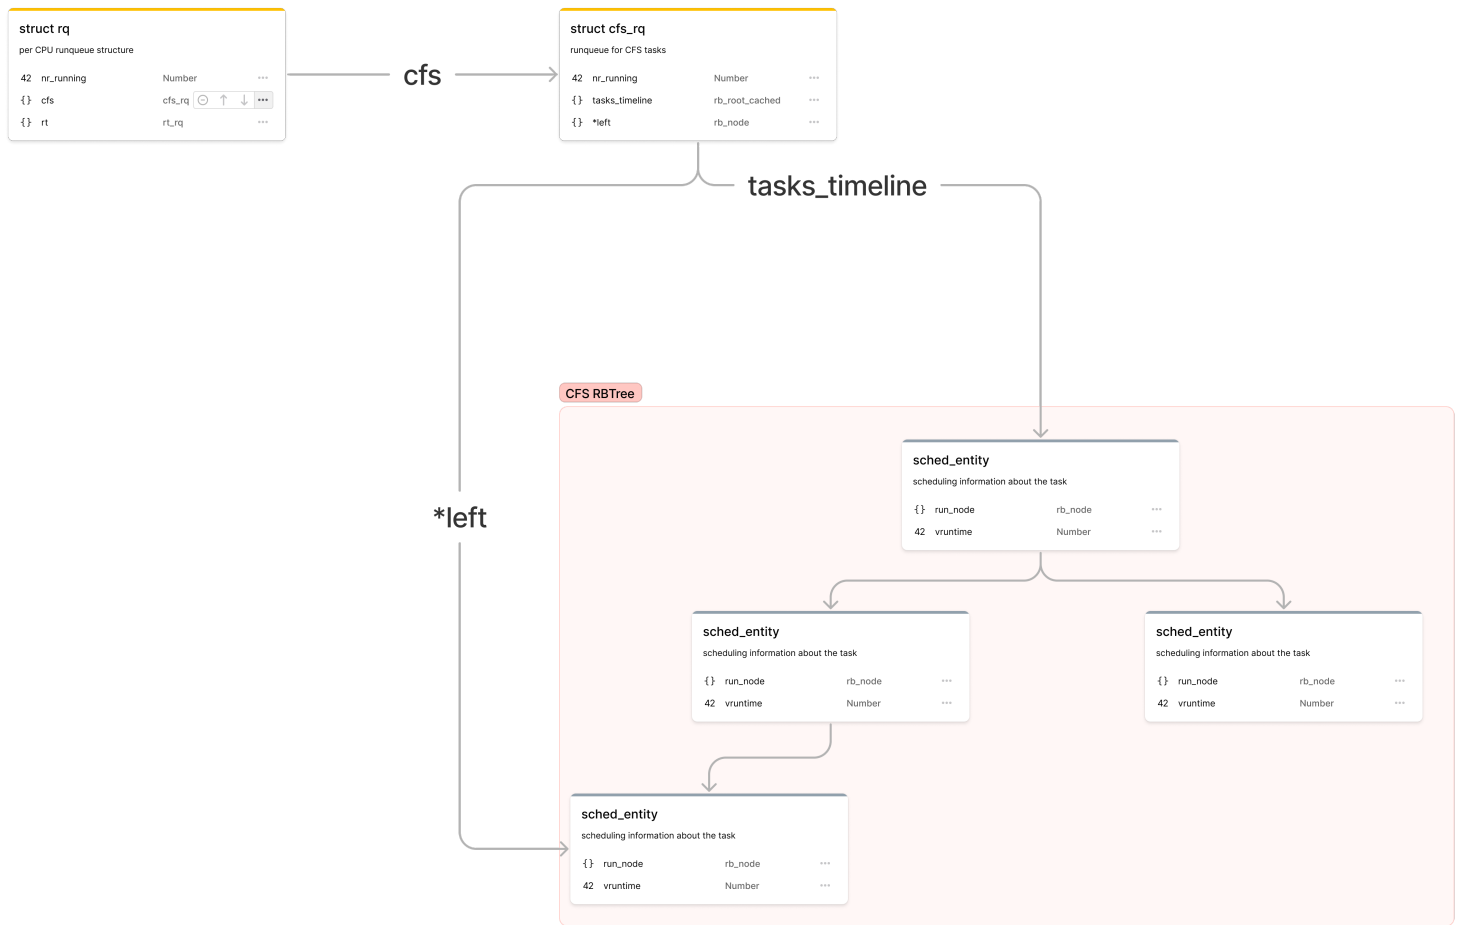 struct rq
per CPU runqueue structure
42 nr_running Number ...
{} cfs cfs_rq ...
{} rt rt_rq ...
cfs
struct cfs_rq
runqueue for CFS tasks
42 nr_running Number ...
{} tasks_timeline rb_root_cached ...
{} *left rb_node ...
tasks_timeline
*left
CFS RBTree
sched_entity
scheduling information about the task
{} run_node rb_node ...
42 vruntime Number ...
sched_entity
scheduling information about the task
{} run_node rb_node ...
42 vruntime Number ...
sched_entity
scheduling information about the task
{} run_node rb_node ...
42 vruntime Number ...
sched_entity
scheduling information about the task
{} run_node rb_node ...
42 vruntime Number ...